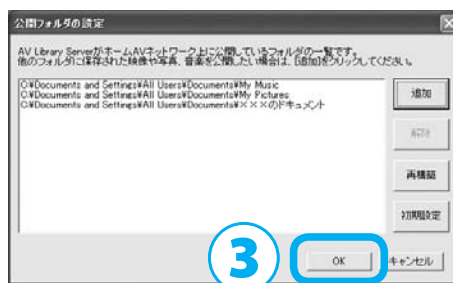 公開フォルダの設定
AV Library ServerがホームAVネットワーク上に公開しているフォルダの一覧です。
他のフォルダに保存された映像や写真、音楽を公開したい場合は、[追加]をクリックしてください。
C:¥Documents and Settings¥All Users¥Documents¥My Music
C:¥Documents and Settings¥All Users¥Documents¥My Pictures
C:¥Documents and Settings¥All Users¥Documents¥×××のドキュメント
追加
解除
再構築
初期設定
3
OK
キャンセル